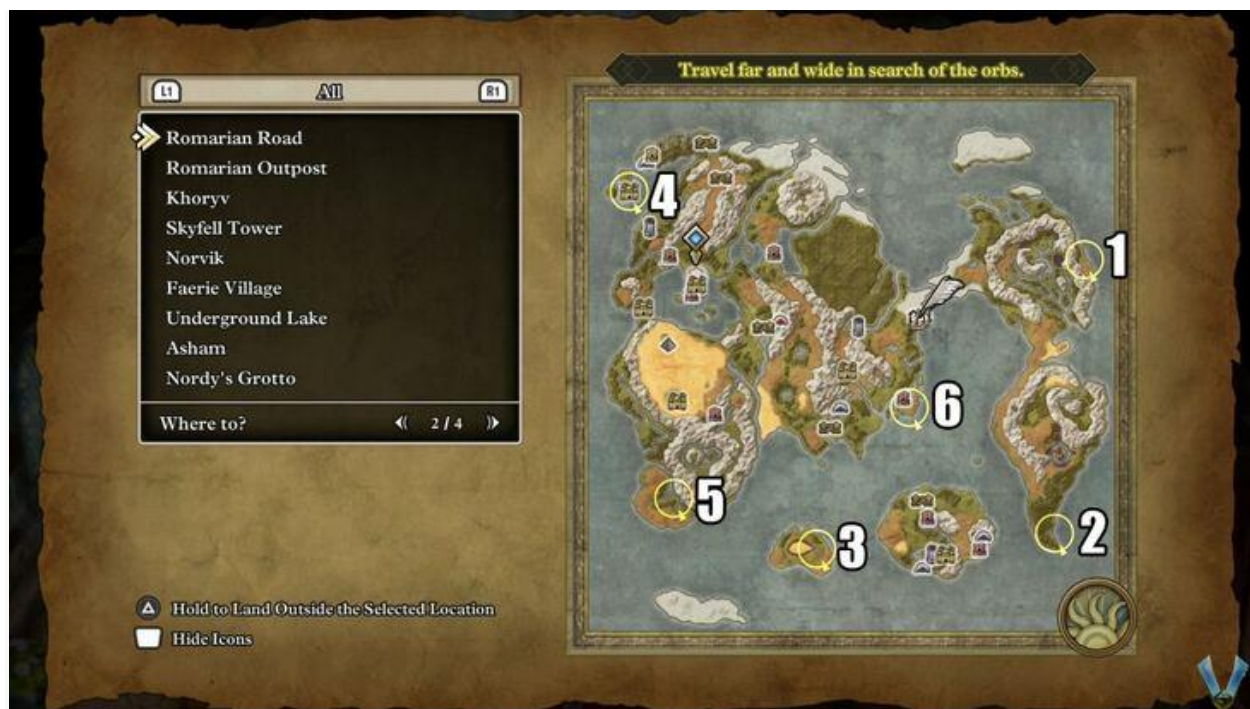 Travel far and wide in search of the orbs.
L1 All R1
Romarian Road
Romarian Outpost
Khoryv
Skyfell Tower
Norvik
Faerie Village
Underground Lake
Asham
Nordy's Grotto
Where to? 2 / 4
Hold to Land Outside the Selected Location
Hide Icons
4
1
6
5
3
2